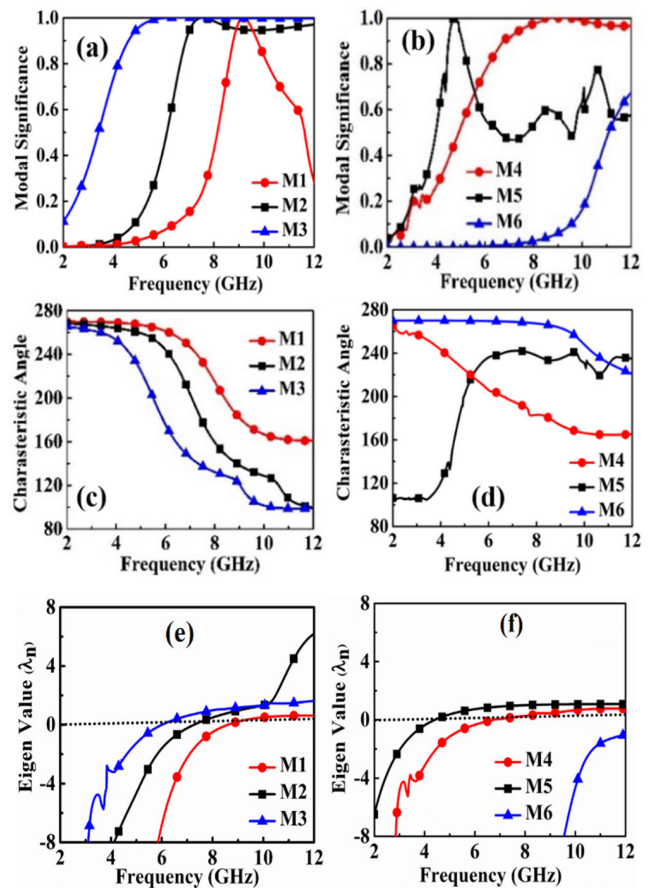 (a)
Modal Significance
1.0
0.8
0.6
0.4
0.2
0.0
M1
M2
M3
2 4 6 8 10 12
Frequency (GHz)
(b)
Modal Significance
1.0
0.8
0.6
0.4
0.2
0.0
M4
M5
M6
2 4 6 8 10 12
Frequency (GHz)
(c)
Charasteristic Angle
280
240
200
160
120
80
M1
M2
M3
2 4 6 8 10 12
Frequency (GHz)
(d)
Charasteristic Angle
280
240
200
160
120
80
M4
M5
M6
2 4 6 8 10 12
Frequency (GHz)
(e)
Eigen Value (λn)
8
4
0
-4
-8
M1
M2
M3
2 4 6 8 10 12
Frequency (GHz)
(f)
Eigen Value (λn)
8
4
0
-4
-8
M4
M5
M6
2 4 6 8 10 12
Frequency (GHz)